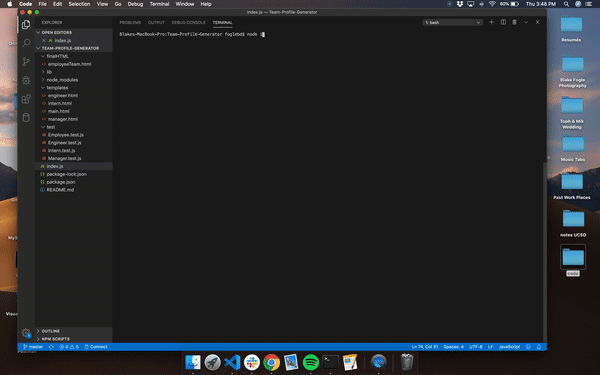 Code File Edit Selection View Go Debug Terminal Window Help
60% Thu 3:48 PM
index.js — Team-Profile-Generator
EXPLORER
OPEN EDITORS
index.js
TEAM-PROFILE-GENERATOR
finalHTML
employeeTeam.html
lib
node_modules
templates
engineer.html
intern.html
main.html
manager.html
test
Employee.test.js
Engineer.test.js
Intern.test.js
Manager.test.js
index.js
package-lock.json
package.json
README.md
OUTLINE
NPM SCRIPTS
PROBLEMS OUTPUT DEBUG CONSOLE TERMINAL
1: bash
Blakes-MacBook-Pro:Team-Profile-Generator foglebd$ node i
master 0 0 Connect
Ln 74, Col 31 Spaces: 4 UTF-8 LF JavaScript
Resumés
Blake Fogle
Photography
Toph & Mik
Wedding
Music Tabs
Past Work Places
notes UCSD
code